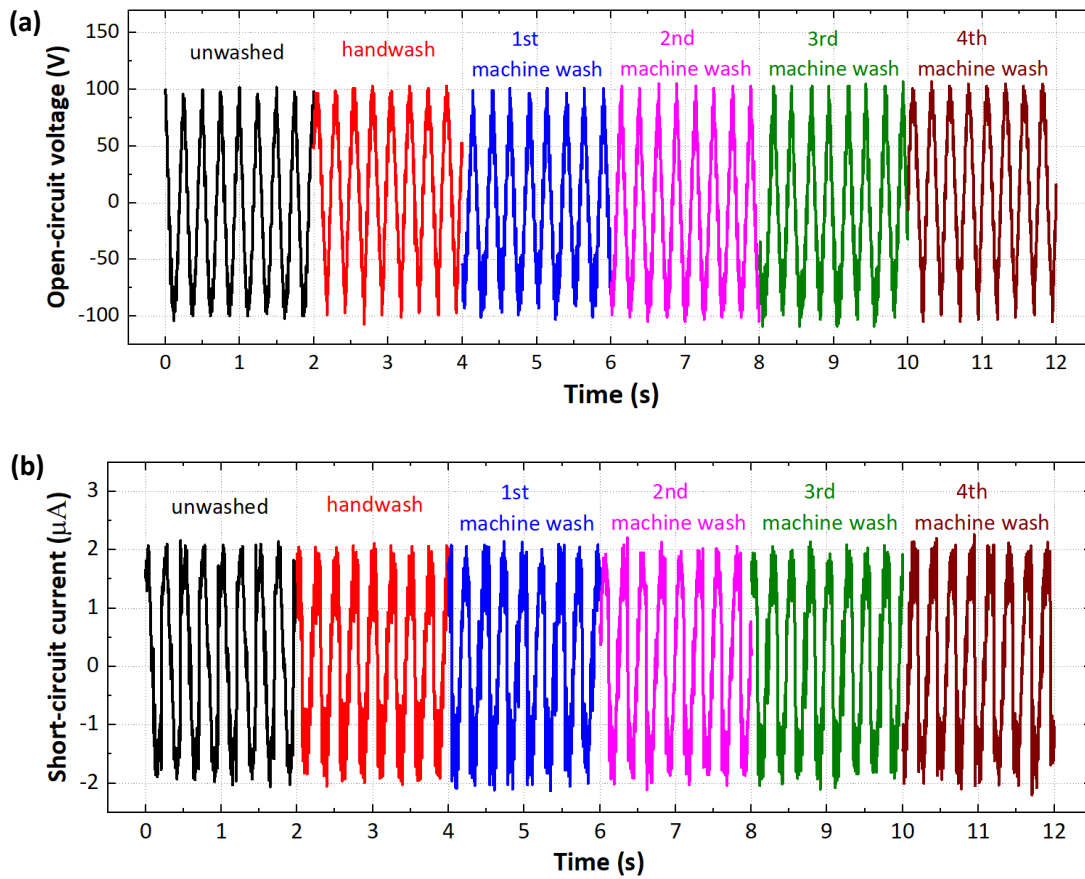 (a)
Open-circuit voltage (V)
150
100
50
0
-50
-100
unwashed
handwash
1st
machine wash
2nd
machine wash
3rd
machine wash
4th
machine wash
0 1 2 3 4 5 6 7 8 9 10 11 12
Time (s)
(b)
Short-circuit current (μA)
3
2
1
0
-1
-2
unwashed
handwash
1st
machine wash
2nd
machine wash
3rd
machine wash
4th
machine wash
0 1 2 3 4 5 6 7 8 9 10 11 12
Time (s)